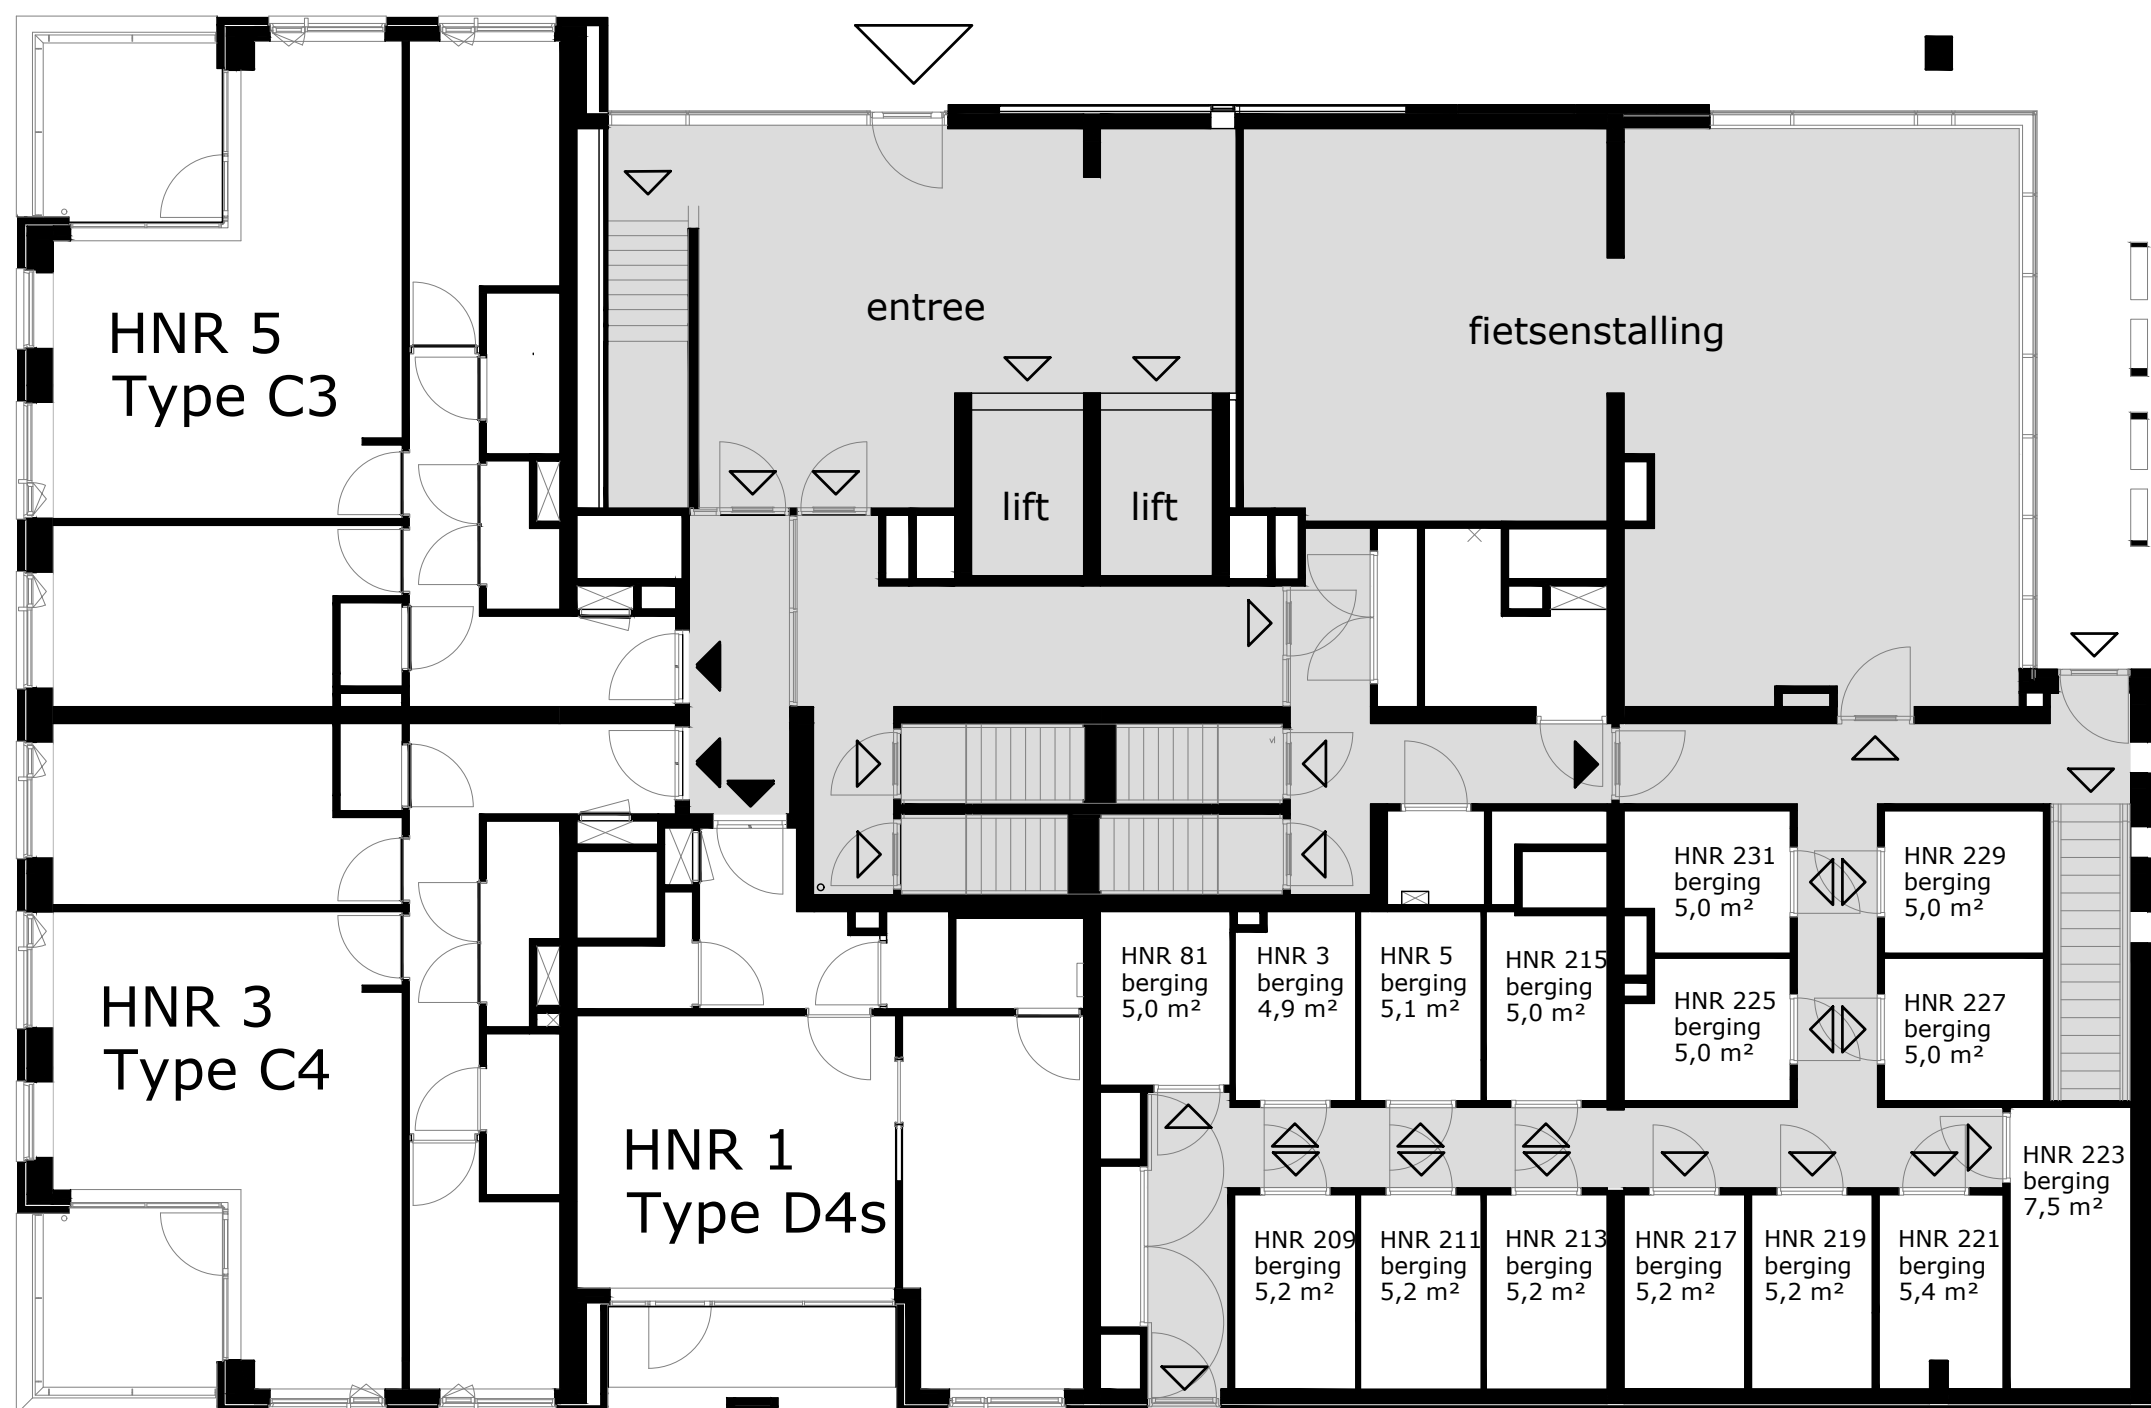 HNR 5
Type C3
entree
fietsenstalling
lift
lift
vl
HNR 231
berging
5,0 m²
HNR 229
berging
5,0 m²
HNR 81
berging
5,0 m²
HNR 3
berging
4,9 m²
HNR 5
berging
5,1 m²
HNR 215
berging
5,0 m²
HNR 225
berging
5,0 m²
HNR 227
berging
5,0 m²
HNR 3
Type C4
HNR 1
Type D4s
HNR 223
berging
7,5 m²
HNR 209
berging
5,2 m²
HNR 211
berging
5,2 m²
HNR 213
berging
5,2 m²
HNR 217
berging
5,2 m²
HNR 219
berging
5,2 m²
HNR 221
berging
5,4 m²